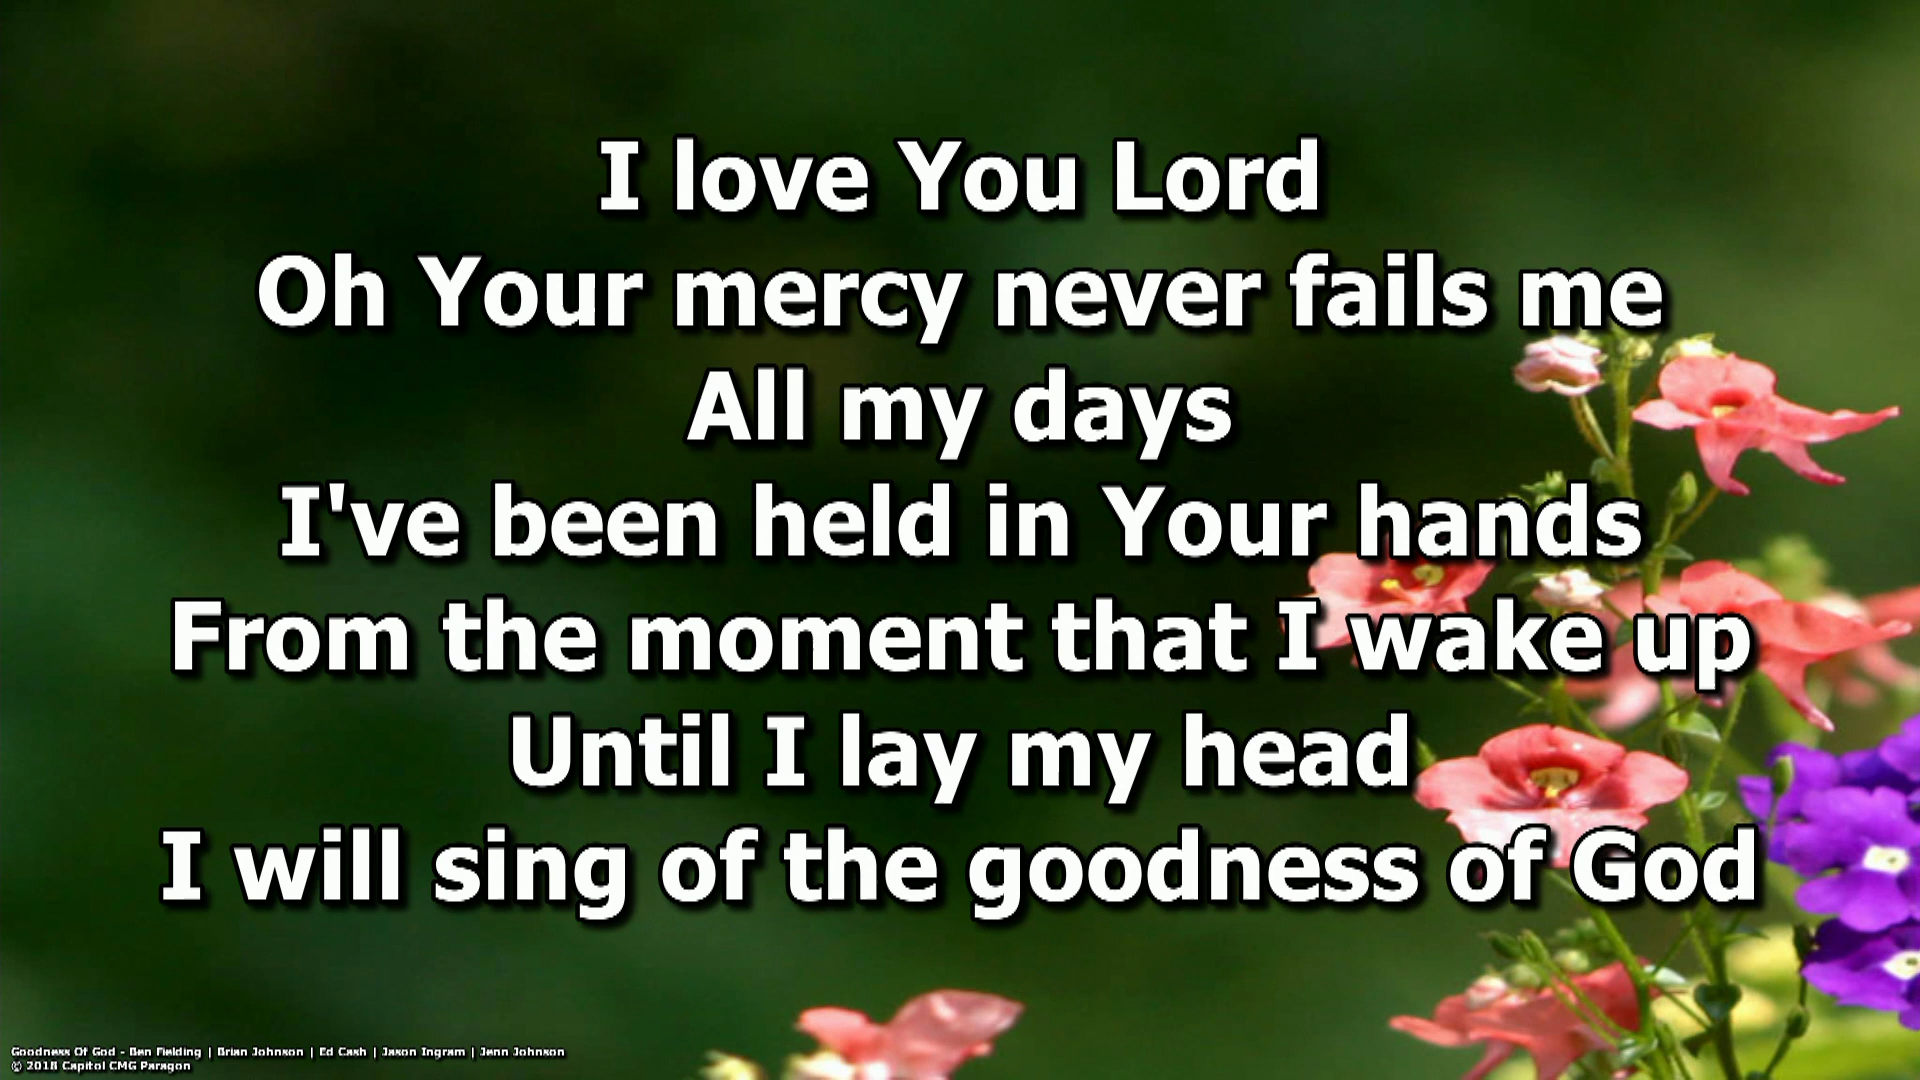 I love You Lord
Oh Your mercy never fails me
All my days
I've been held in Your hands
From the moment that I wake up
Until I lay my head
I will sing of the goodness of God
Goodness Of God - Ben Fielding | Brian Johnson | Ed Cash | Jason Ingram | Jenn Johnson
© 2018 Capitol CMG Paragon